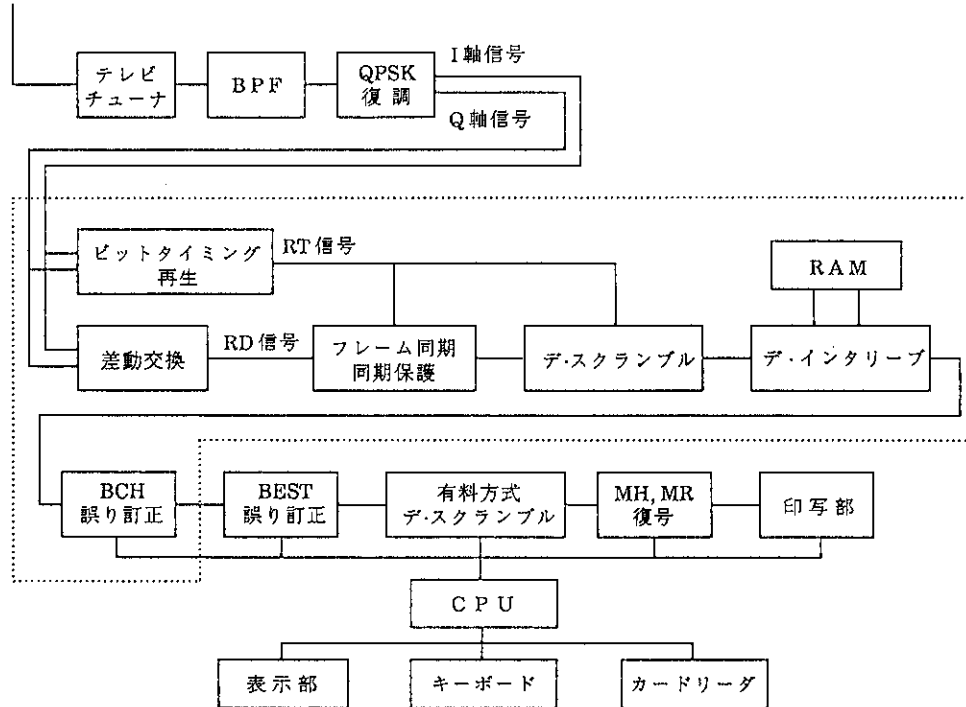 I軸信号
テレビ
チューナ
BPF
QPSK
復調
Q軸信号
ビットタイミング
再生
RT信号
RAM
差動交換
RD信号
フレーム同期
同期保護
デ・スクランブル
デ・インタリーブ
BCH
誤り訂正
BEST
誤り訂正
有料方式
デ・スクランブル
MH, MR
復号
印写部
CPU
表示部
キーボード
カードリーダ